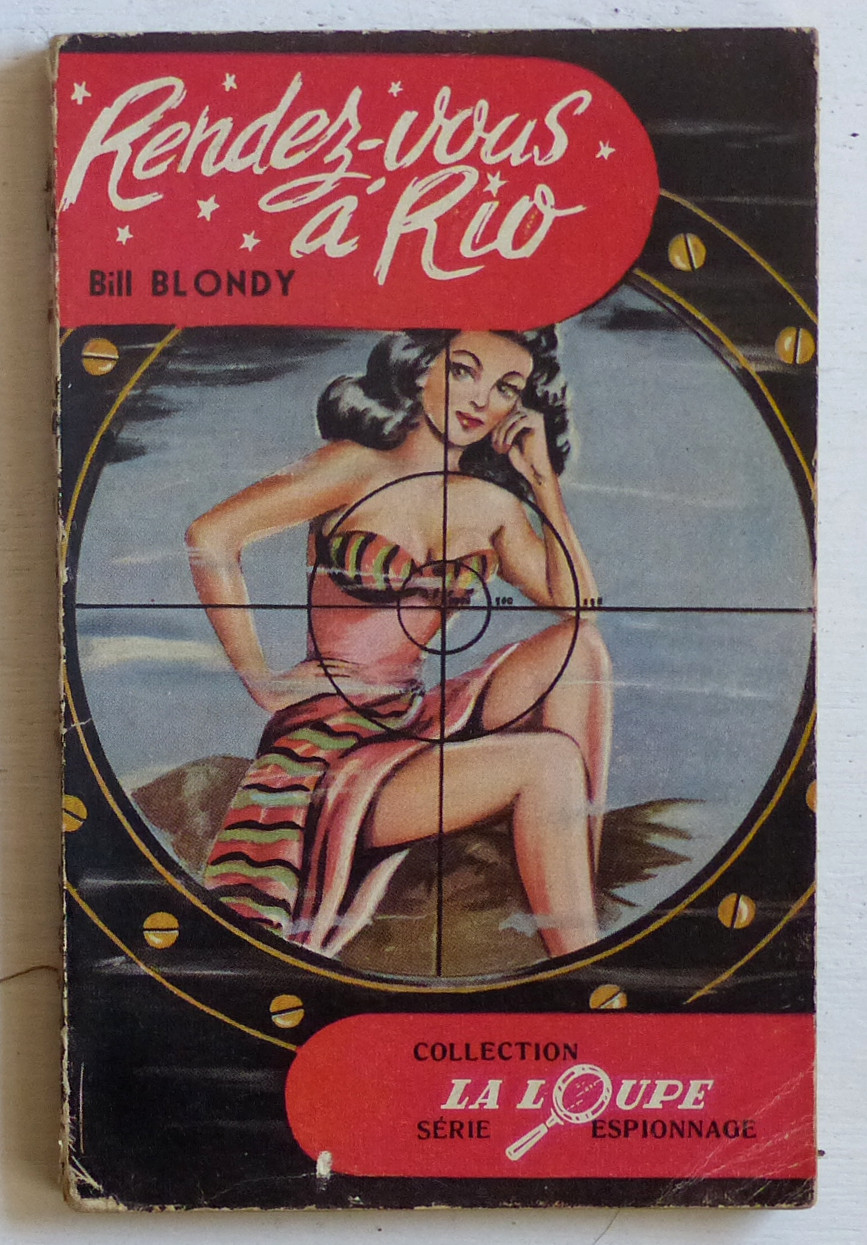 Rendez-vous
à Rio
Bill BLONDY
COLLECTION
LA LOUPE
SÉRIE ESPIONNAGE